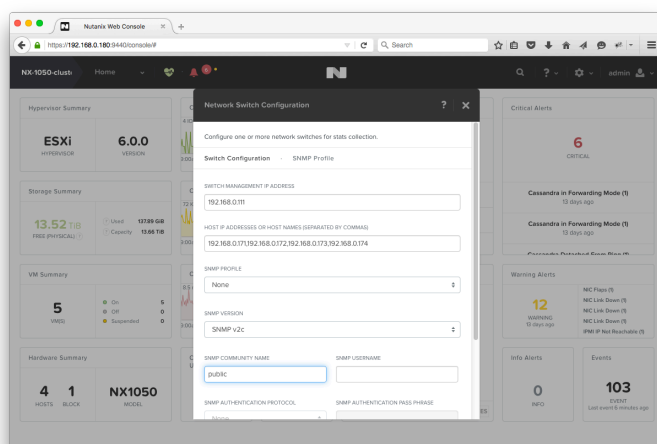 Nutanix Web Console
https://192.168.0.180:9440/console/#
Search
NX-1050-clust
Home
6
?
admin
Hypervisor Summary
ESXi
HYPERVISOR
6.0.0
VERSION
Storage Summary
13.52 TIB
FREE (PHYSICAL)
Used 137.89 GiB
Capacity 13.66 TiB
VM Summary
5
VM(S)
On 5
Off 0
Suspended 0
Hardware Summary
4
HOSTS
1
BLOCK
NX1050
MODEL
Network Switch Configuration
? ×
Configure one or more network switches for stats collection.
Switch Configuration · SNMP Profile
SWITCH MANAGEMENT IP ADDRESS
192.168.0.111
HOST IP ADDRESSES OR HOST NAMES (SEPARATED BY COMMAS)
192.168.0.171,192.168.0.172,192.168.0.173,192.168.0.174
SNMP PROFILE
None
SNMP VERSION
SNMP v2c
SNMP COMMUNITY NAME
public
SNMP USERNAME
SNMP AUTHENTICATION PROTOCOL
None
SNMP AUTHENTICATION PASS PHRASE
Critical Alerts
6
CRITICAL
Cassandra in Forwarding Mode (1)
13 days ago
Cassandra in Forwarding Mode (1)
13 days ago
Cassandra Detached From Ring (1)
Warning Alerts
12
WARNING
13 days ago
NIC Flaps (1)
NIC Link Down (1)
NIC Link Down (1)
NIC Link Down (1)
IPMI IP Not Reachable (1)
Info Alerts
0
INFO
Events
103
EVENT
Last event 6 minutes ago